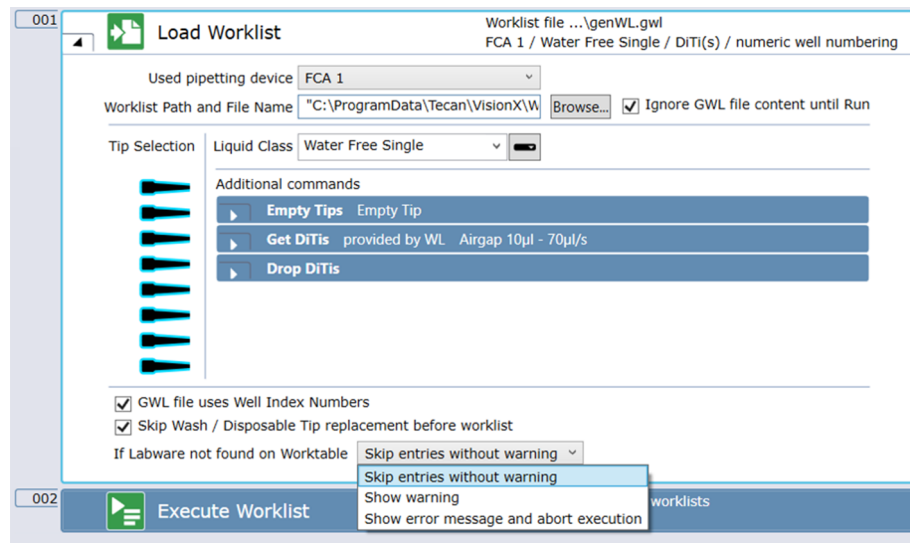 001
Load Worklist
Worklist file ...\genWL.gwl
FCA 1 / Water Free Single / DiTi(s) / numeric well numbering
Used pipetting device FCA 1
Worklist Path and File Name "C:\ProgramData\Tecan\VisionX\W Browse... Ignore GWL file content until Run
Tip Selection Liquid Class Water Free Single
Additional commands
Empty Tips Empty Tip
Get DiTis provided by WL Airgap 10µl - 70µl/s
Drop DiTis
GWL file uses Well Index Numbers
Skip Wash / Disposable Tip replacement before worklist
If Labware not found on Worktable Skip entries without warning
Skip entries without warning
Show warning
Show error message and abort execution
002
Execute Worklist
worklists